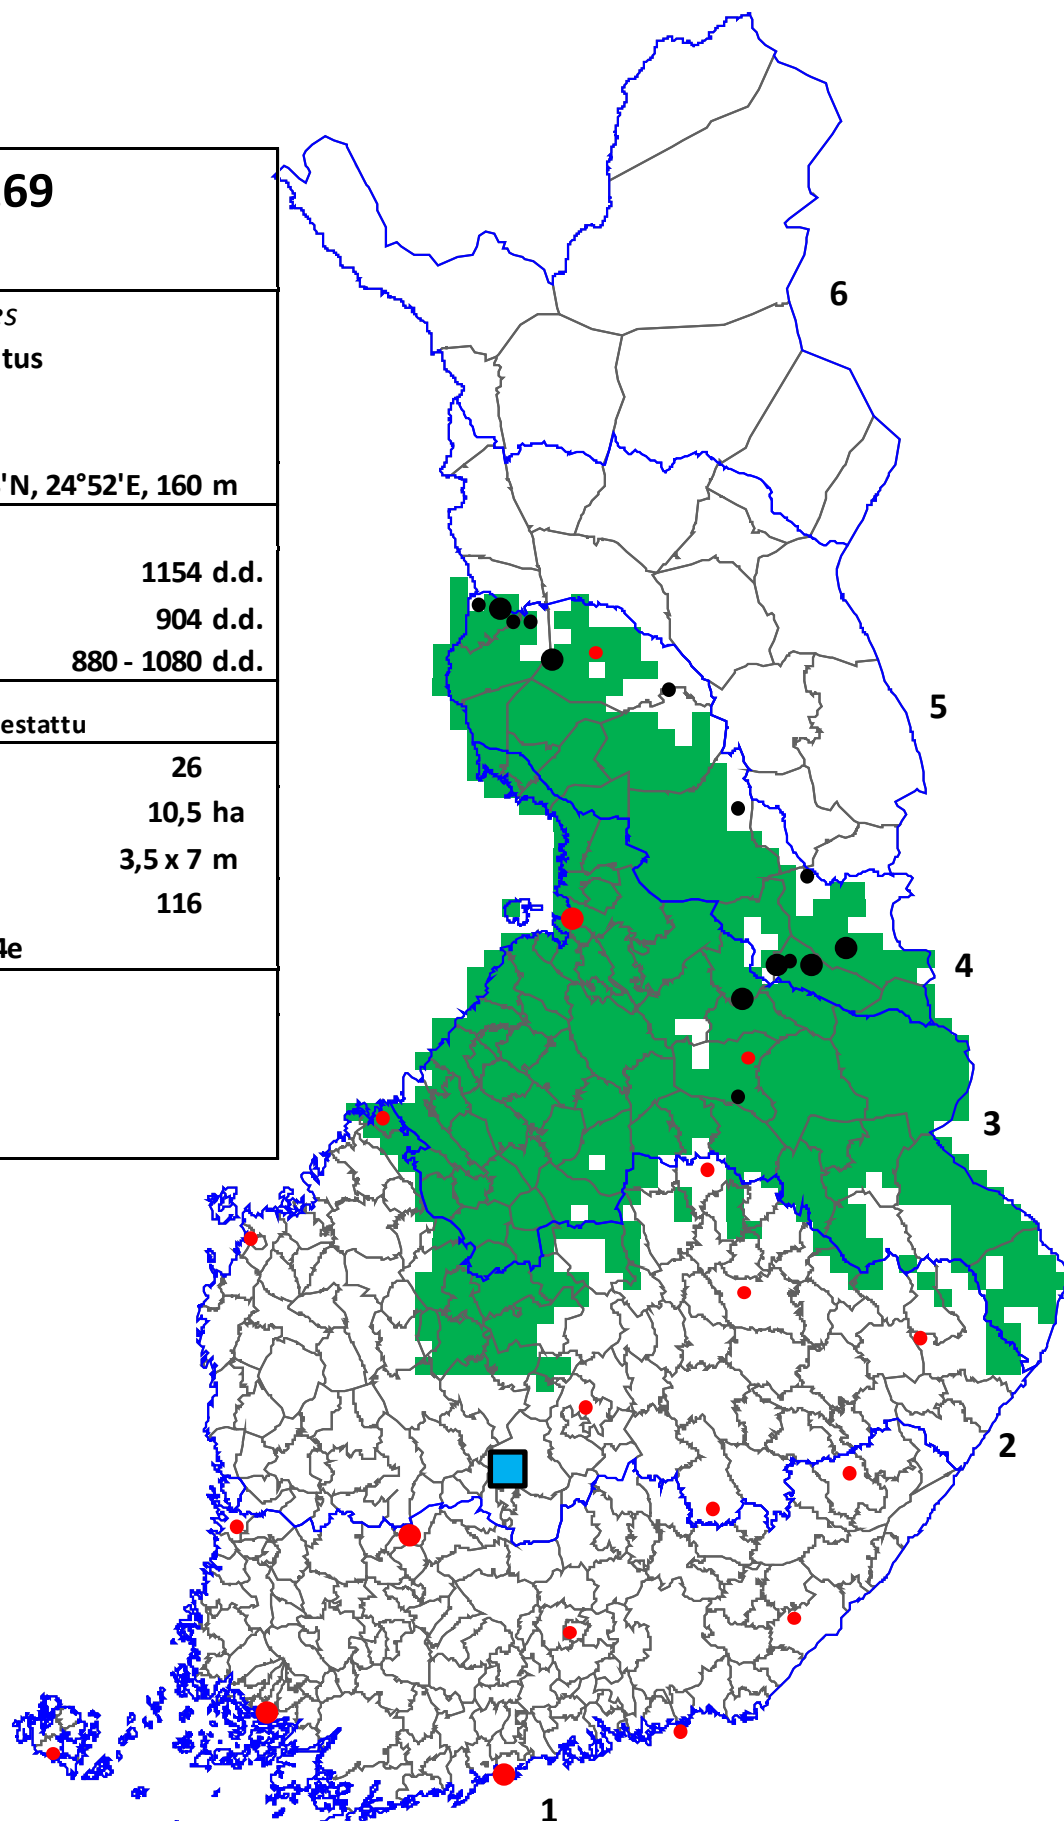 69
es
tus
'N, 24°52'E, 160 m
1154 d.d.
904 d.d.
880 - 1080 d.d.
estattu
26
10,5 ha
3,5 x 7 m
116
4e
6
5
4
3
2
1